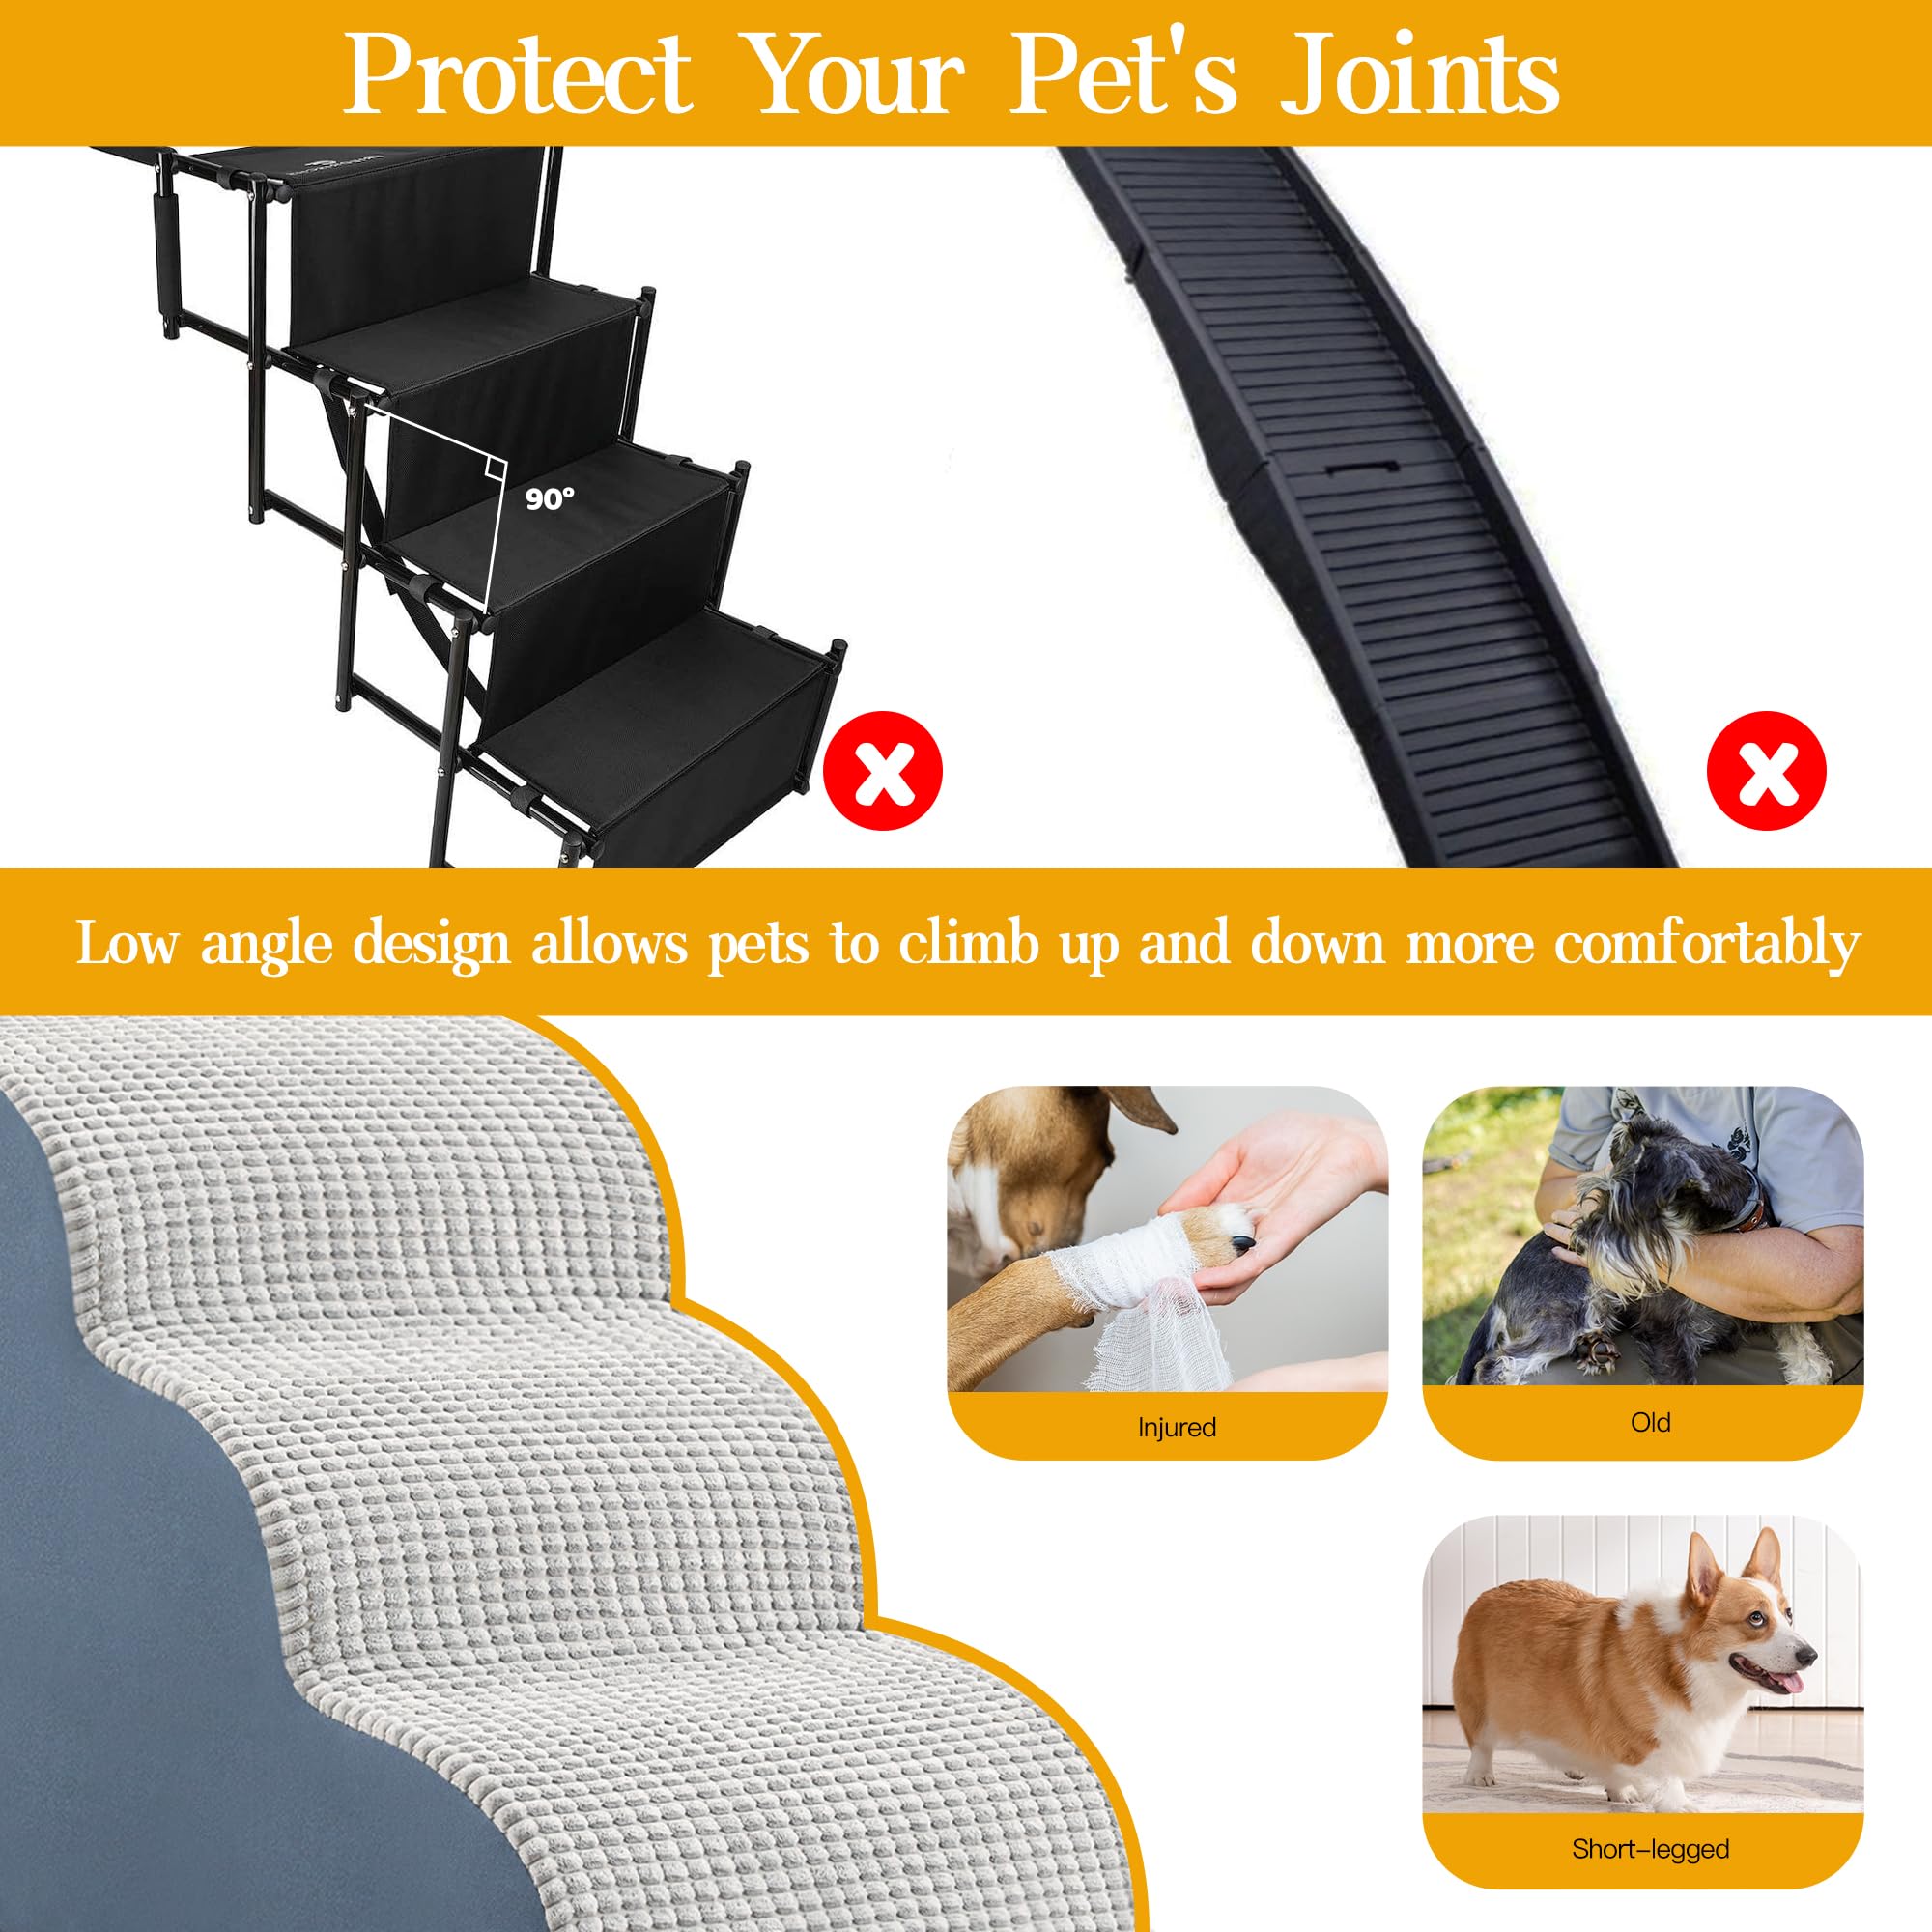 Protect Your Pet's Joints
90°
Low angle design allows pets to climb up and down more comfortably
Injured
Old
Short-legged